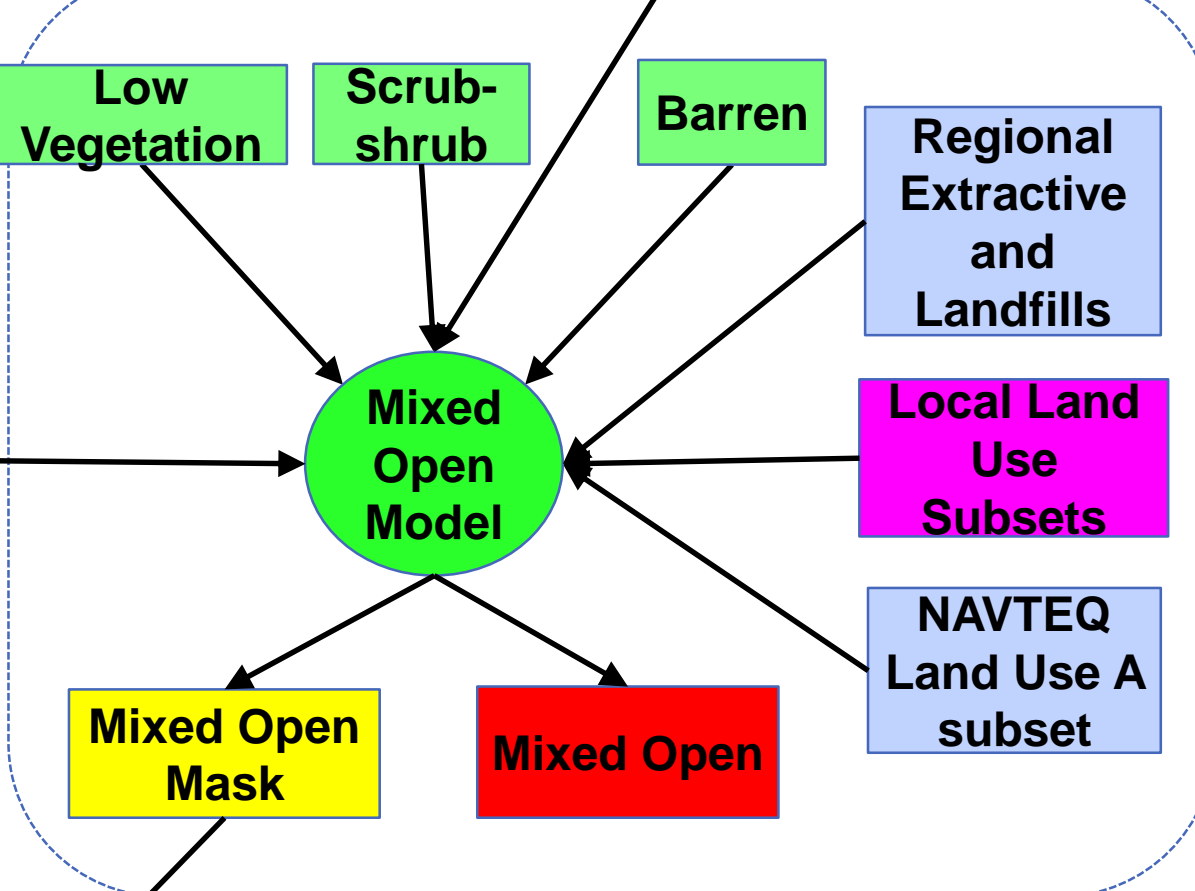 Low
Vegetation
Scrub-
shrub
Barren
Regional
Extractive
and
Landfills
Mixed
Open
Model
Local Land
Use
Subsets
NAVTEQ
Land Use A
subset
Mixed Open
Mask
Mixed Open